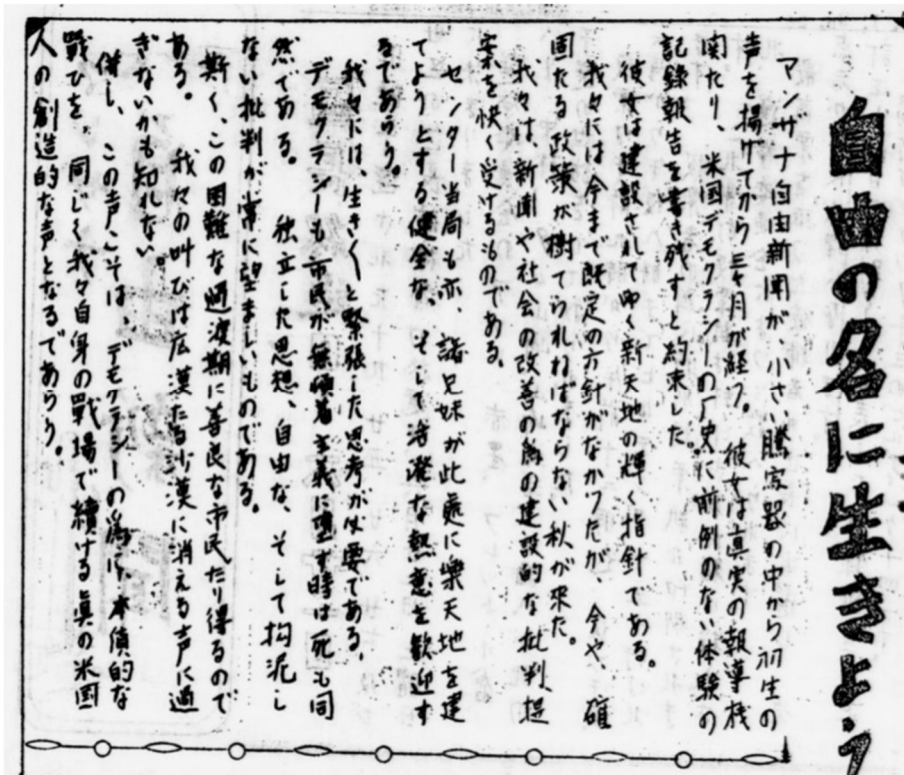 自由の名に生きよう
マンザナ自由新聞が、小さい謄写器の中から初生の
声を揚げてから三ヶ月が経つ。彼女は真実の報導機
関たり、米国デモクラシーの厂史に前例のない体験の
記録報告を書き残すと約束した。
彼女は建設されてゆく新天地の輝く指針である。
我々には今まで既定の方針がなかつたが、今や、確
固たる政策が樹てられねばならない秋が來た。
我々は、新聞や社会の改善の為の建設的な批判提
案を快く受けるものである。
センター当局も亦、諸兄妹が此處に樂天地を建
てようとする健全な、そして活溌な熱意を歓迎す
るであらう。
我々には、生き〱と緊張した思考が必要である、
デモクラシーも市民が無頓着主義に堕す時は死も同
然である。独立した思想、自由な、そして拘泥し
ない批判が常に望ましいものである。
斯く、この困難な過渡期に善良な市民たり得るので
ある。我々の叫びは広漠たる沙漠に消える声に過
ぎないかも知れない。
併し、この声こそは、デモクラシーの為に、本質的な
戰ひを、同じく我々自身の戰場で續ける眞の米国
人の創造的な声となるであらう。